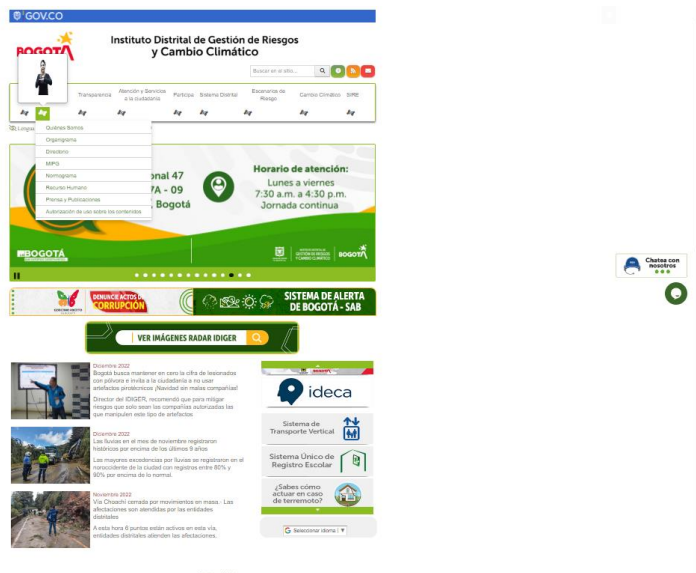 GOV.CO
BOGOTÁ
Instituto Distrital de Gestión de Riesgos
y Cambio Climático
Buscar en el sitio...
Transparencia
Atención y Servicios
a la ciudadanía
Participa
Sistema Distrital
Escenarios de
Riesgo
Cambio Climático
SIRE
Quiénes Somos
Organigrama
Directorio
MIPG
Normograma
Recurso Humano
Prensa y Publicaciones
Autorización de uso sobre los contenidos
onal 47
7A - 09
Bogotá
Horario de atención:
Lunes a viernes
7:30 a.m. a 4:30 p.m.
Jornada continua
BOGOTÁ
BOGOTÁ
DENUNCIE ACTOS DE
CORRUPCIÓN
SISTEMA DE ALERTA
DE BOGOTÁ - SAB
VER IMÁGENES RADAR IDIGER
Diciembre 2022
Bogotá busca mantener en cero la cifra de lesionados
con pólvora e invita a la ciudadanía a no usar
artefactos pirotécnicos ¡Navidad sin malas compañías!
Director del IDIGER, recomendó que para mitigar
riesgos que solo sean las compañías autorizadas las
que manipulen este tipo de artefactos.
Diciembre 2022
Las lluvias en el mes de noviembre registraron
históricos por encima de los últimos 9 años
Las mayores excedencias por lluvias se registraron en el
noroccidente de la ciudad con registros entre 80% y
90% por encima de lo normal.
Noviembre 2022
Vía Choachí cerrada por movimientos en masa.- Las
afectaciones son atendidas por las entidades
distritales
A esta hora 6 puntos están activos en esta vía,
entidades distritales atienden las afectaciones.
ideca
Sistema de
Transporte Vertical
Sistema Único de
Registro Escolar
¿Sabes cómo
actuar en caso
de terremoto?
Seleccionar idioma
Chatea con
nosotros